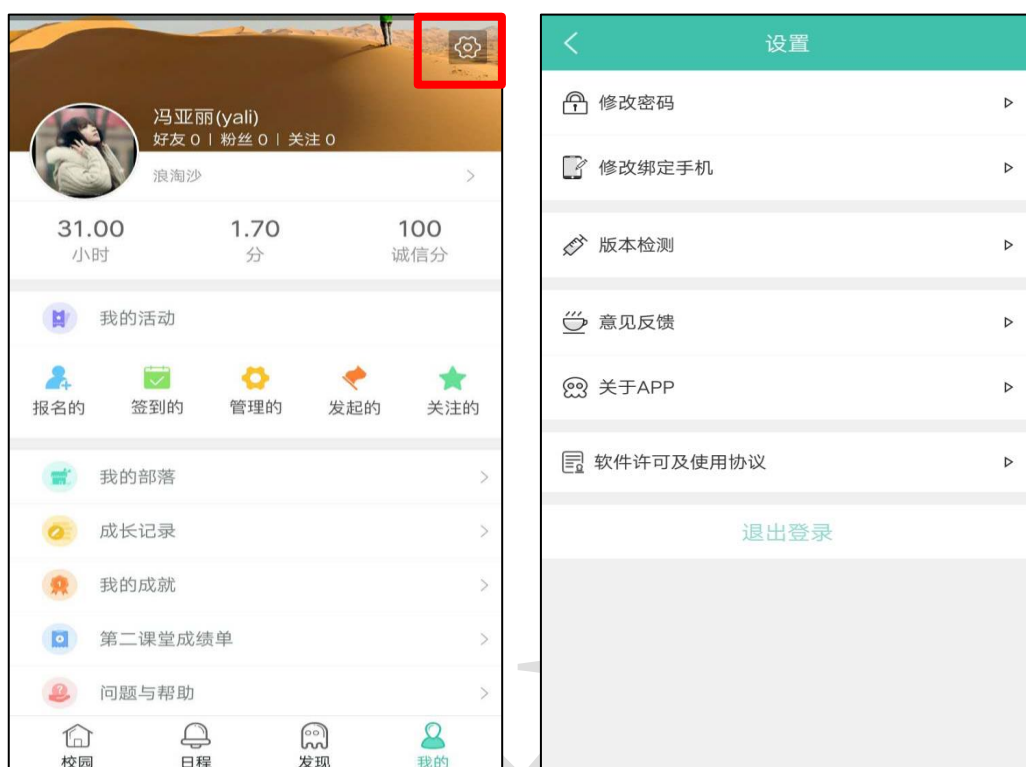 冯亚丽(yali)
好友 0 | 粉丝 0 | 关注 0
浪淘沙
31.00 1.70 100
小时 分 诚信分
我的活动
报名的 签到的 管理的 发起的 关注的
我的部落
成长记录
我的成就
第二课堂成绩单
问题与帮助
校园 日程 发现 我的
设置
修改密码
修改绑定手机
版本检测
意见反馈
关于APP
软件许可及使用协议
退出登录